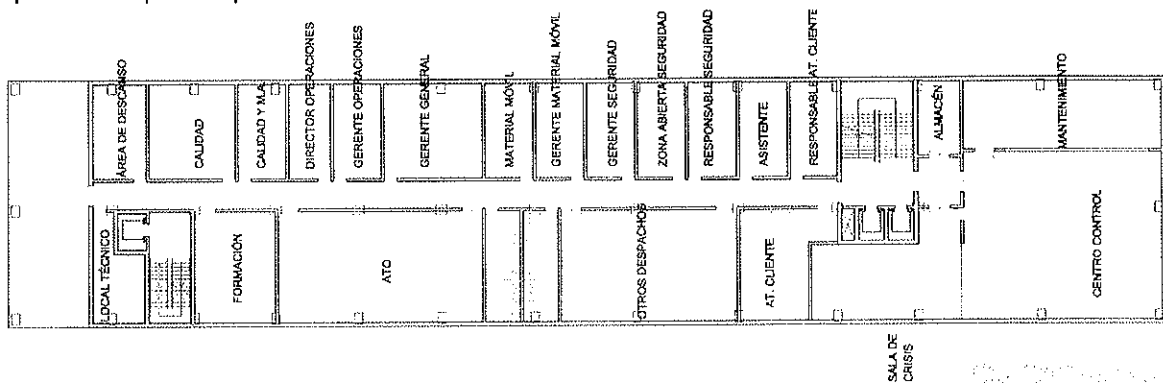 ÁREA DE DESCANSO
CALIDAD
CALIDAD Y M.A.
DIRECTOR OPERACIONES
GERENTE OPERACIONES
GERENTE GENERAL
MATERIAL MÓVIL
GERENTE MATERIAL MÓVIL
GERENTE SEGURIDAD
ZONA ABIERTA SEGURIDAD
RESPONSABLE SEGURIDAD
ASISTENTE
RESPONSABLE AT. CLIENTE
ALMACÉN
MANTENIMIENTO
LOCAL TÉCNICO
FORMACIÓN
ATO
OTROS DESPACHOS
AT. CLIENTE
CENTRO CONTROL
SALA DE
CRISIS